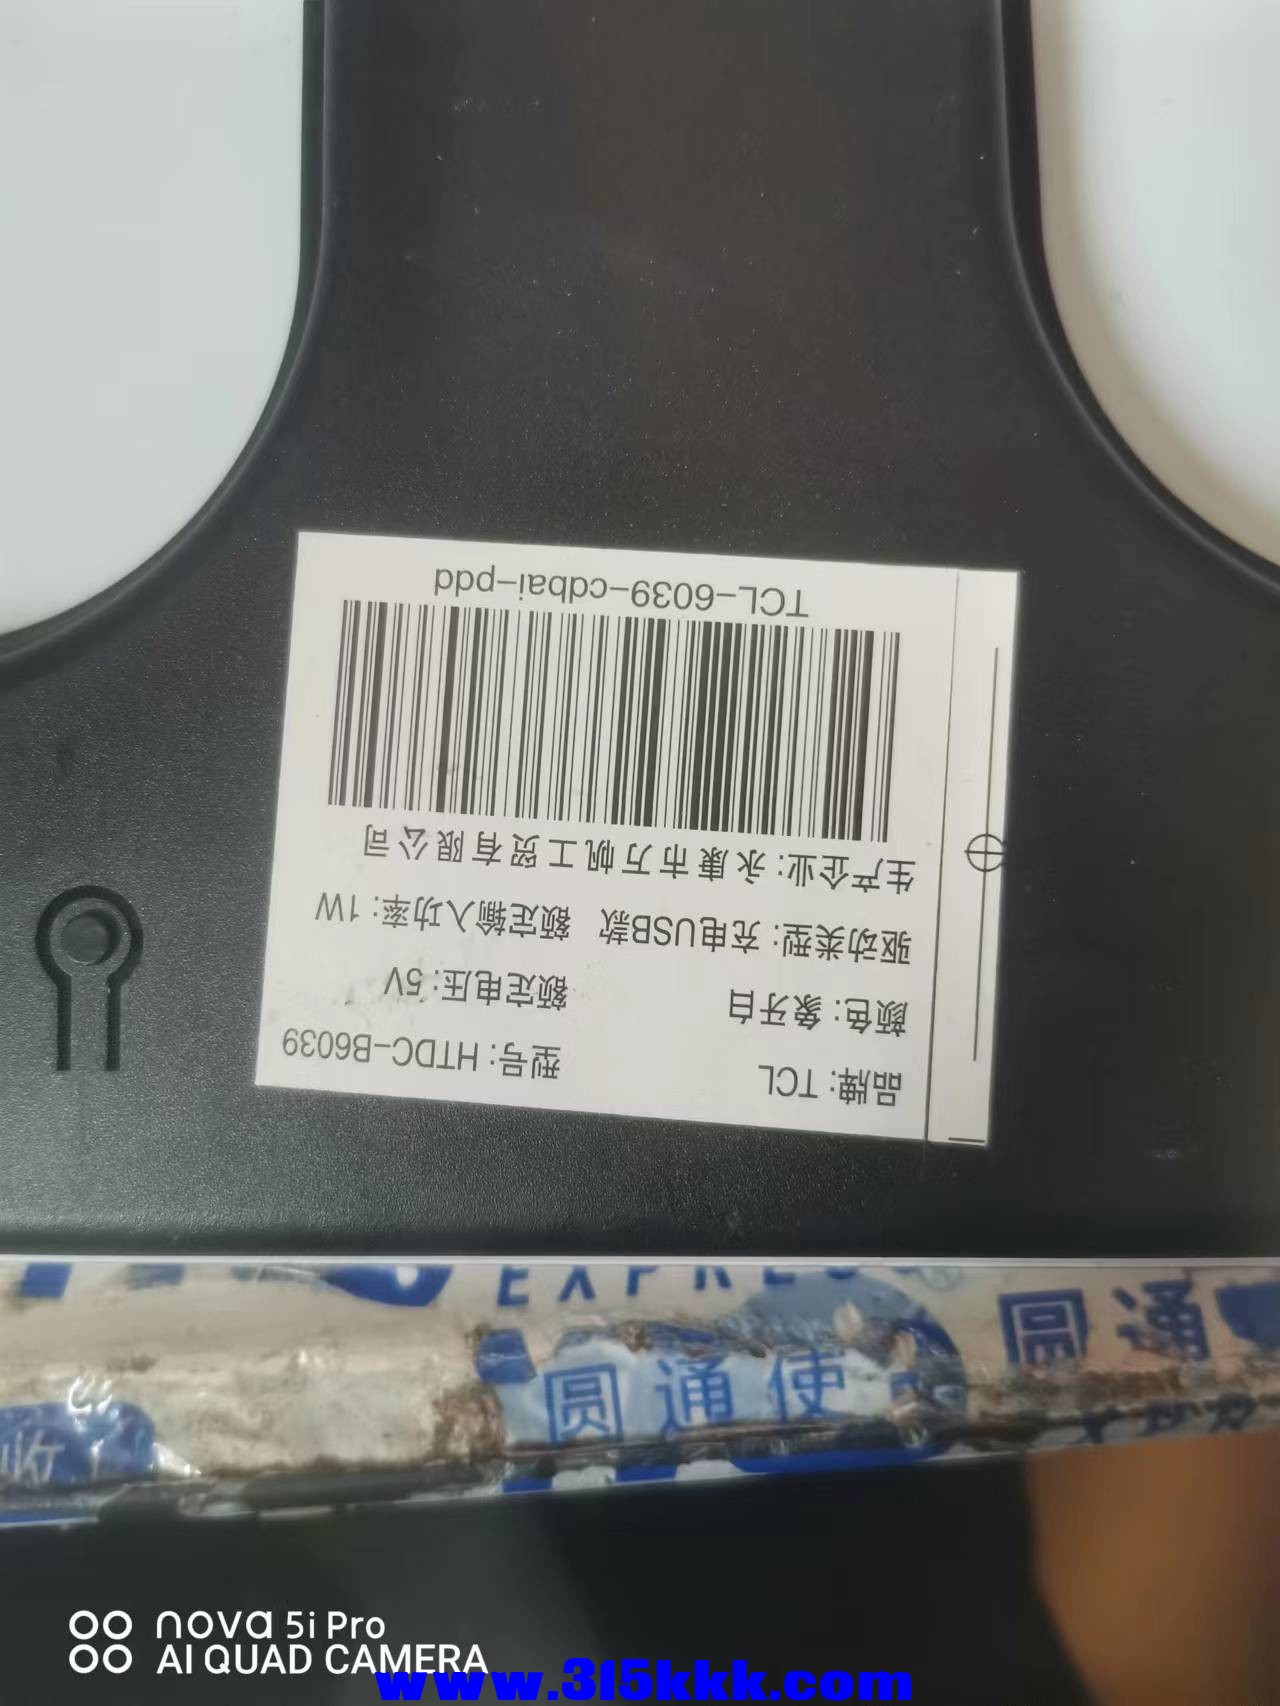 品牌: TCL 型号: HTDC-B6039
颜色: 象牙白 额定电压: 5V
驱动类型: 充电USB款 额定输入功率: 1W
生产企业: 永康市万帆工贸有限公司
TCL-6039-cdbai-pdd
圆通
圆通使
收
nova 5i Pro
AI QUAD CAMERA
www.315kkk.com